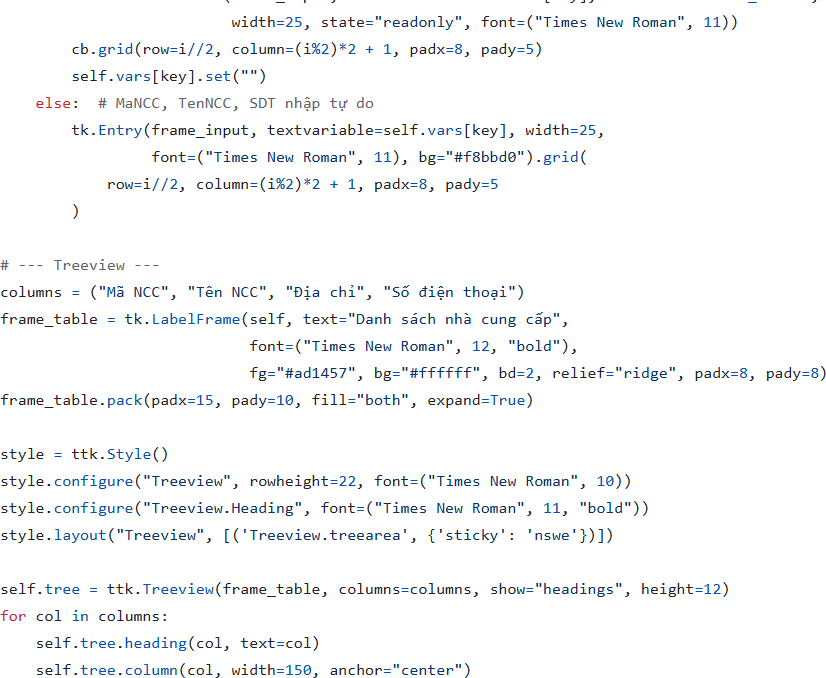 width=25, state="readonly", font=("Times New Roman", 11))
cb.grid(row=i//2, column=(i%2)*2 + 1, padx=8, pady=5)
self.vars[key].set("")
else:  # MaNCC, TenNCC, SDT nhập tự do
tk.Entry(frame_input, textvariable=self.vars[key], width=25,
font=("Times New Roman", 11), bg="#f8bbd0").grid(
row=i//2, column=(i%2)*2 + 1, padx=8, pady=5
)
# --- Treeview ---
columns = ("Mã NCC", "Tên NCC", "Địa chỉ", "Số điện thoại")
frame_table = tk.LabelFrame(self, text="Danh sách nhà cung cấp",
font=("Times New Roman", 12, "bold"),
fg="#ad1457", bg="#ffffff", bd=2, relief="ridge", padx=8, pady=8)
frame_table.pack(padx=15, pady=10, fill="both", expand=True)
style = ttk.Style()
style.configure("Treeview", rowheight=22, font=("Times New Roman", 10))
style.configure("Treeview.Heading", font=("Times New Roman", 11, "bold"))
style.layout("Treeview", [('Treeview.treearea', {'sticky': 'nswe'})])
self.tree = ttk.Treeview(frame_table, columns=columns, show="headings", height=12)
for col in columns:
self.tree.heading(col, text=col)
self.tree.column(col, width=150, anchor="center")